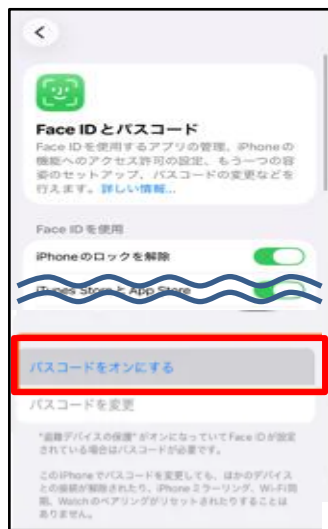 Face IDとパスコード
Face IDを使用するアプリの管理、iPhoneの
機能へのアクセス許可の設定、もう一つの容
姿のセットアップ、パスコードの変更などを
行えます。詳しい情報...
Face IDを使用
iPhoneのロックを解除
iTunes StoreとApp Store
パスコードをオンにする
パスコードを変更
"盗難デバイスの保護"がオンになっていてFace IDが設定
されている場合はパスコードが必要です。
このiPhoneでパスコードを変更しても、ほかのデバイス
との接続が解除されたり、iPhoneミラーリング、Wi-Fi同
期、Watchのペアリングがリセットされたりすることは
ありません。